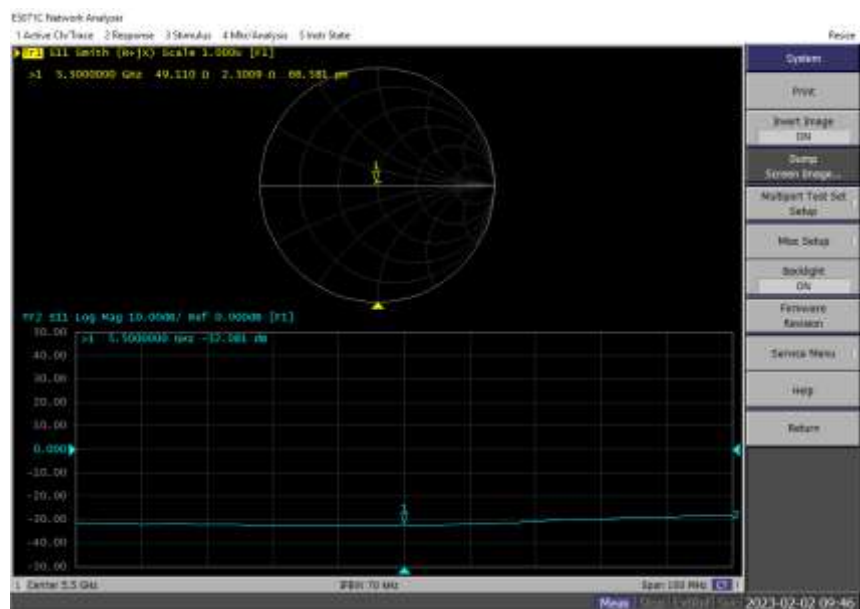 E5071C Network Analyzer
1 Active Ch/Trace 2 Response 3 Stimulus 4 Mkr/Analysis 5 Instr State
Resize
Tr1 S11 Smith (R+jX) Scale 1.000U [F1]
>1 5.5000000 GHz 49.110 Ω 2.3009 Ω 66.581 pH
1
Tr2 S11 Log Mag 10.00dB/ Ref 0.000dB [F1]
50.00
>1 5.5000000 GHz -32.081 dB
40.00
30.00
20.00
10.00
0.000
-10.00
-20.00
-30.00
-40.00
-50.00
1
2
1 Center 5.5 GHz
IFBW 70 kHz
Span 100 MHz
System
Print
Invert Image
ON
Dump
Screen Image...
Multiport Test Set
Setup
Misc Setup
Backlight
ON
Firmware
Revision
Service Menu
Help
Return
Meas
2023-02-02 09:46